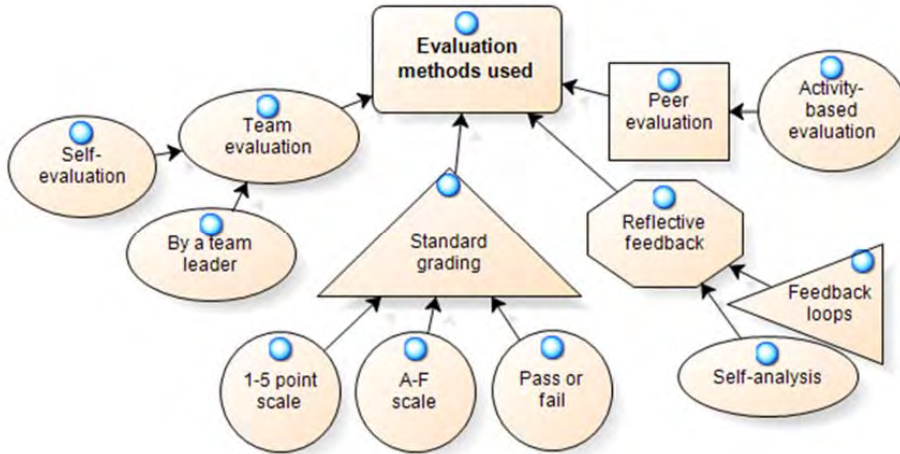 Evaluation
methods used
Team
evaluation
Self-
evaluation
By a team
leader
Standard
grading
1-5 point
scale
A-F
scale
Pass or
fail
Peer
evaluation
Activity-
based
evaluation
Reflective
feedback
Feedback
loops
Self-analysis